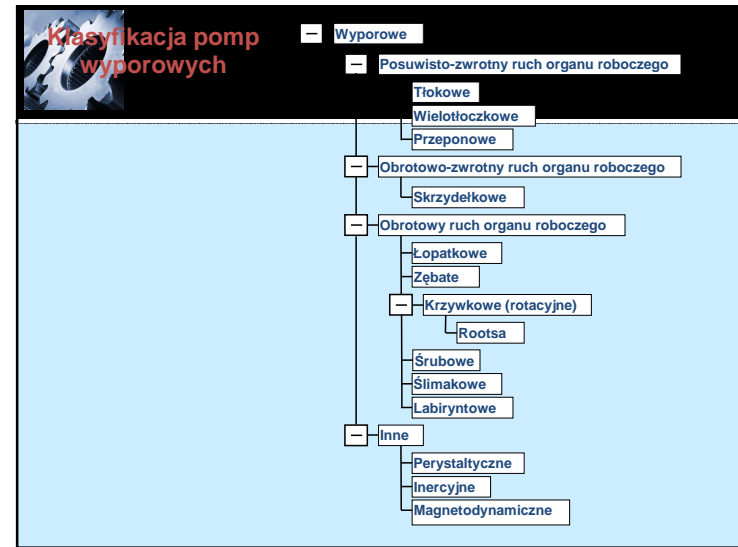 Klasyfikacja pomp
wyporowych
Wyporowe
Posuwisto-zwrotny ruch organu roboczego
Tłokowe
Wielotłoczkowe
Przeponowe
Obrotowo-zwrotny ruch organu roboczego
Skrzydełkowe
Obrotowy ruch organu roboczego
Łopatkowe
Zębate
Krzywkowe (rotacyjne)
Rootsa
Śrubowe
Ślimakowe
Labiryntowe
Inne
Perystaltyczne
Inercyjne
Magnetodynamiczne